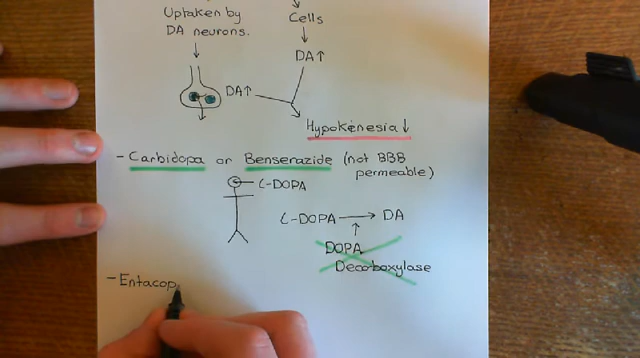 Uptaken by
DA neurons.
Cells
DA↑
DA↑
Hypokinesia↓
- Carbidopa or Benserazide (not BBB
permeable)
L-DOPA
L-DOPA → DA
DOPA
Decarboxylase
- Entacop